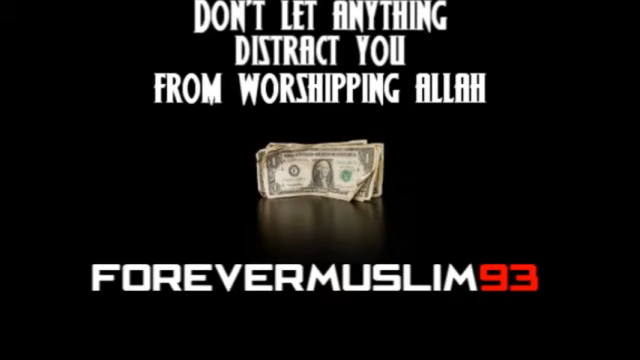 DON'T LET ANYTHING
DISTRACT YOU
FROM WORSHIPPING ALLAH
FOREVERMUSLIM93